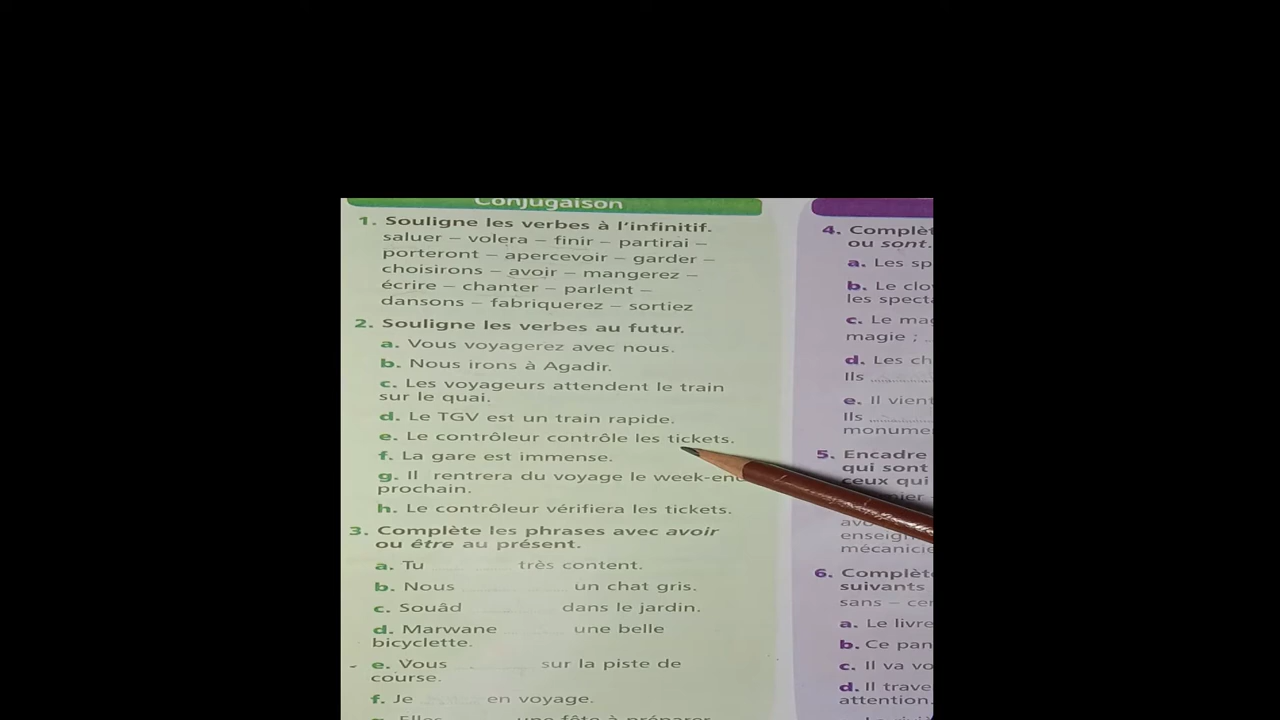 Conjugaison
1. Souligne les verbes à l'infinitif.
saluer – volera – finir – partirai –
porteront – apercevoir – garder –
choisirons – avoir – mangerez –
écrire – chanter – parlent –
dansons – fabriquerez – sortiez
2. Souligne les verbes au futur.
a. Vous voyagerez avec nous.
b. Nous irons à Agadir.
c. Les voyageurs attendent le train
sur le quai.
d. Le TGV est un train rapide.
e. Le contrôleur contrôle les tickets.
f. La gare est immense.
g. Il rentrera du voyage le week-end
prochain.
h. Le contrôleur vérifiera les tickets.
3. Complète les phrases avec avoir
ou être au présent.
a. Tu ........ très content.
b. Nous ........ un chat gris.
c. Souâd ........ dans le jardin.
d. Marwane ........ une belle
bicyclette.
e. Vous ........ sur la piste de
course.
f. Je ........ en voyage.
Elles ........ une fête à préparer
4. Complèt
ou sont.
a. Les sp
b. Le clo
les spect
c. Le ma
magie ;
d. Les ch
Ils ........
e. Il vient
Ils ........
monume
5. Encadre
qui sont
ceux qui
avo
enseign
mécanicie
6. Complète
suivants
sans – ce
a. Le livre
b. Ce pan
c. Il va vo
d. Il trave
attention.